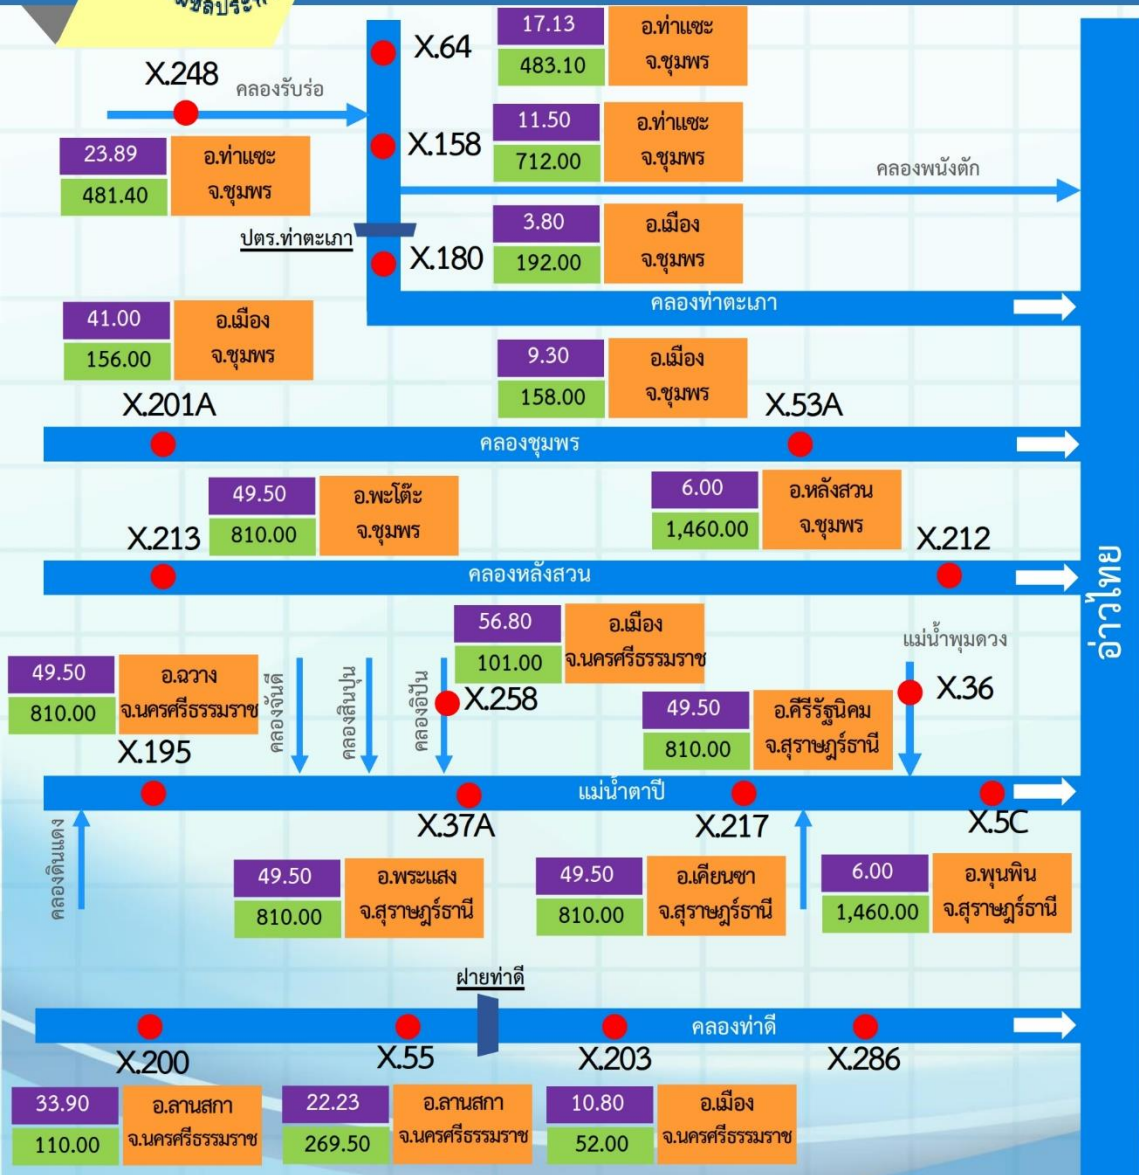 X.64
17.13
483.10
อ.ท่าแซะ
จ.ชุมพร
X.248
คลองรับร่อ
23.89
481.40
อ.ท่าแซะ
จ.ชุมพร
X.158
11.50
712.00
อ.ท่าแซะ
จ.ชุมพร
คลองพนังตัก
ปตร.ท่าตะเภา
X.180
3.80
192.00
อ.เมือง
จ.ชุมพร
คลองท่าตะเภา
41.00
156.00
อ.เมือง
จ.ชุมพร
X.201A
9.30
158.00
อ.เมือง
จ.ชุมพร
X.53A
คลองชุมพร
X.213
49.50
810.00
อ.พะโต๊ะ
จ.ชุมพร
6.00
1,460.00
อ.หลังสวน
จ.ชุมพร
X.212
คลองหลังสวน
อ่าวไทย
49.50
810.00
อ.ฉวาง
จ.นครศรีธรรมราช
X.195
คลองจันดี
คลองสินปุน
คลองอิปัน
56.80
101.00
อ.เมือง
จ.นครศรีธรรมราช
X.258
49.50
810.00
อ.คีรีรัฐนิคม
จ.สุราษฎร์ธานี
แม่น้ำพุมดวง
X.36
แม่น้ำตาปี
X.37A
X.217
X.5C
คลองดินแดง
49.50
810.00
อ.พระแสง
จ.สุราษฎร์ธานี
49.50
810.00
อ.เคียนซา
จ.สุราษฎร์ธานี
6.00
1,460.00
อ.พุนพิน
จ.สุราษฎร์ธานี
ฝายท่าดี
คลองท่าดี
X.200
X.55
X.203
X.286
33.90
110.00
อ.ลานสกา
จ.นครศรีธรรมราช
22.23
269.50
อ.ลานสกา
จ.นครศรีธรรมราช
10.80
52.00
อ.เมือง
จ.นครศรีธรรมราช